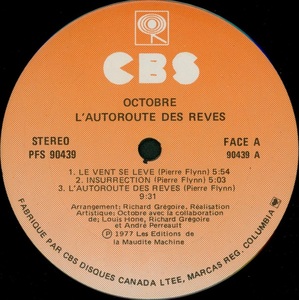 CBS
OCTOBRE
L'AUTOROUTE DES REVES
STEREO
PFS 90439
FACE A
90439 A
1. LE VENT SE LEVE (Pierre Flynn) 5:54
2. INSURRECTION (Pierre Flynn) 5:03
3. L'AUTOROUTE DES REVES (Pierre Flynn)
9:31
Arrangement: Richard Grégoire, Réalisation
Artistique: Octobre avec la collaboration
de Louis Hone, Richard Grégoire,
et André Perreault
℗ 1977 Les Editions de
la Maudite Machine
FABRIQUE PAR CBS DISQUES CANADA LTEE, MARCAS REG. COLUMBIA